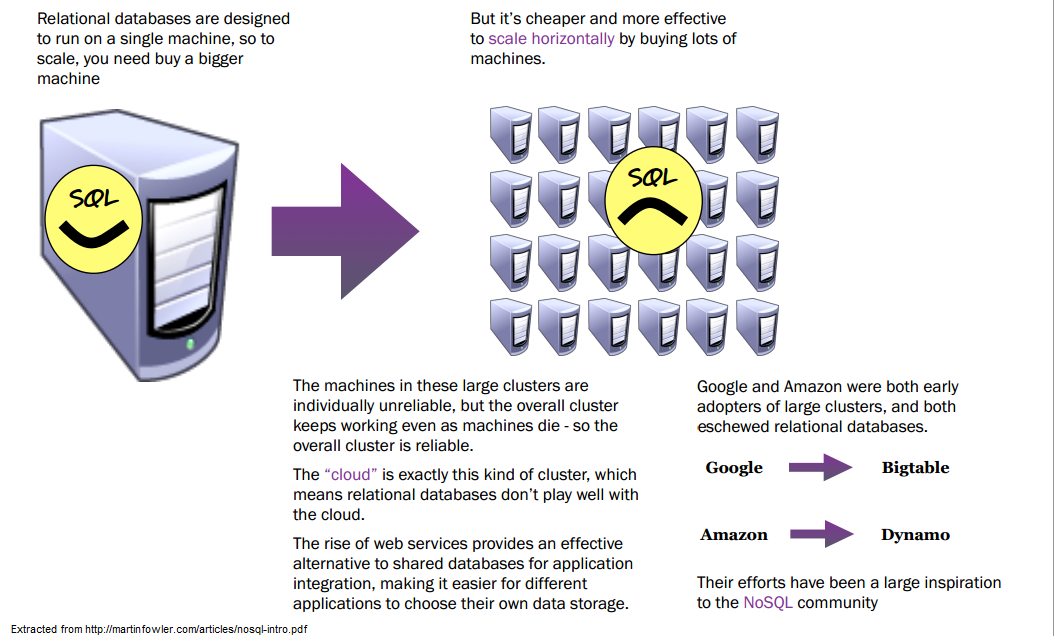 Relational databases are designed
to run on a single machine, so to
scale, you need buy a bigger
machine
But it's cheaper and more effective
to scale horizontally by buying lots of
machines.
SQL
SQL
The machines in these large clusters are
individually unreliable, but the overall cluster
keeps working even as machines die - so the
overall cluster is reliable.
The “cloud” is exactly this kind of cluster, which
means relational databases don't play well with
the cloud.
The rise of web services provides an effective
alternative to shared databases for application
integration, making it easier for different
applications to choose their own data storage.
Google and Amazon were both early
adopters of large clusters, and both
eschewed relational databases.
Google Bigtable
Amazon Dynamo
Their efforts have been a large inspiration
to the NoSQL community
Extracted from http://martinfowler.com/articles/nosql-intro.pdf